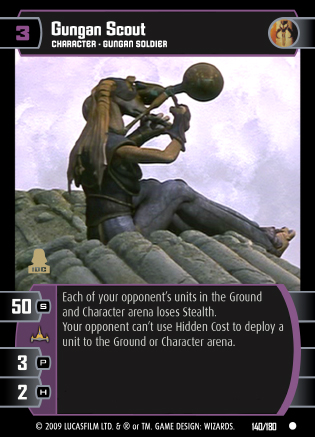 3
Gungan Scout
CHARACTER - GUNGAN SOLDIER
50 S
Each of your opponent's units in the Ground
and Character arena loses Stealth.
Your opponent can't use Hidden Cost to deploy a
unit to the Ground or Character arena.
3 P
2 H
© 2009 LUCASFILM LTD. & ® or TM. GAME DESIGN: WIZARDS. 140/180